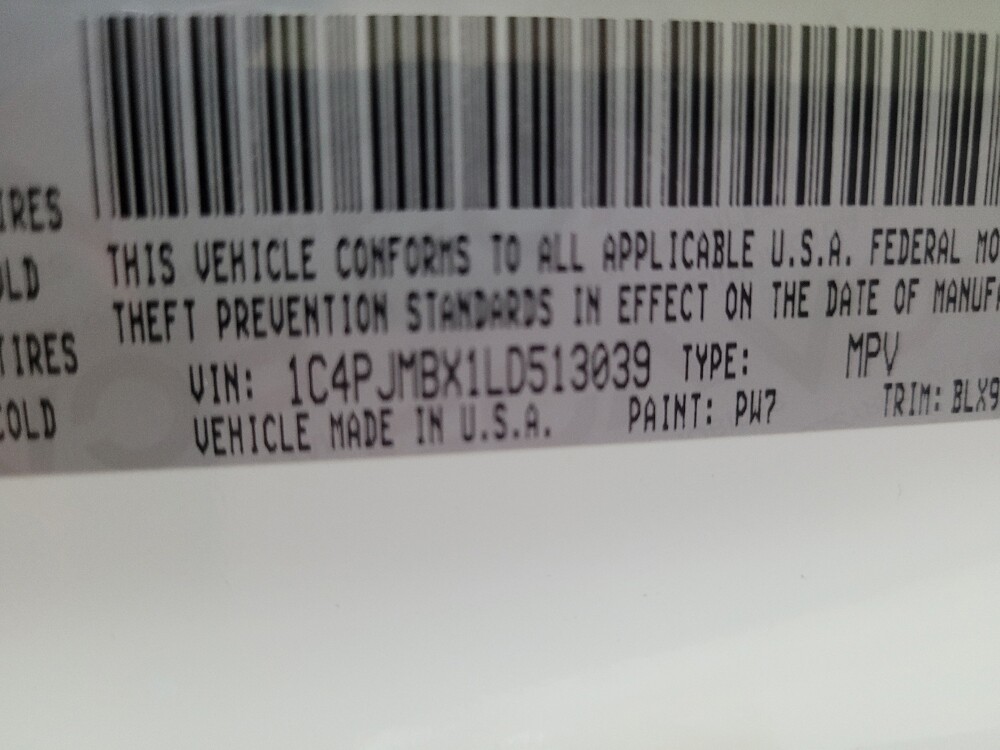 IRES
OLD
TIRES
COLD
THIS VEHICLE CONFORMS TO ALL APPLICABLE U.S.A. FEDERAL MO
THEFT PREVENTION STANDARDS IN EFFECT ON THE DATE OF MANUFA
VIN: 1C4PJMBX1LD513039 TYPE: MPV
VEHICLE MADE IN U.S.A. PAINT: PW7 TRIM: BLX9